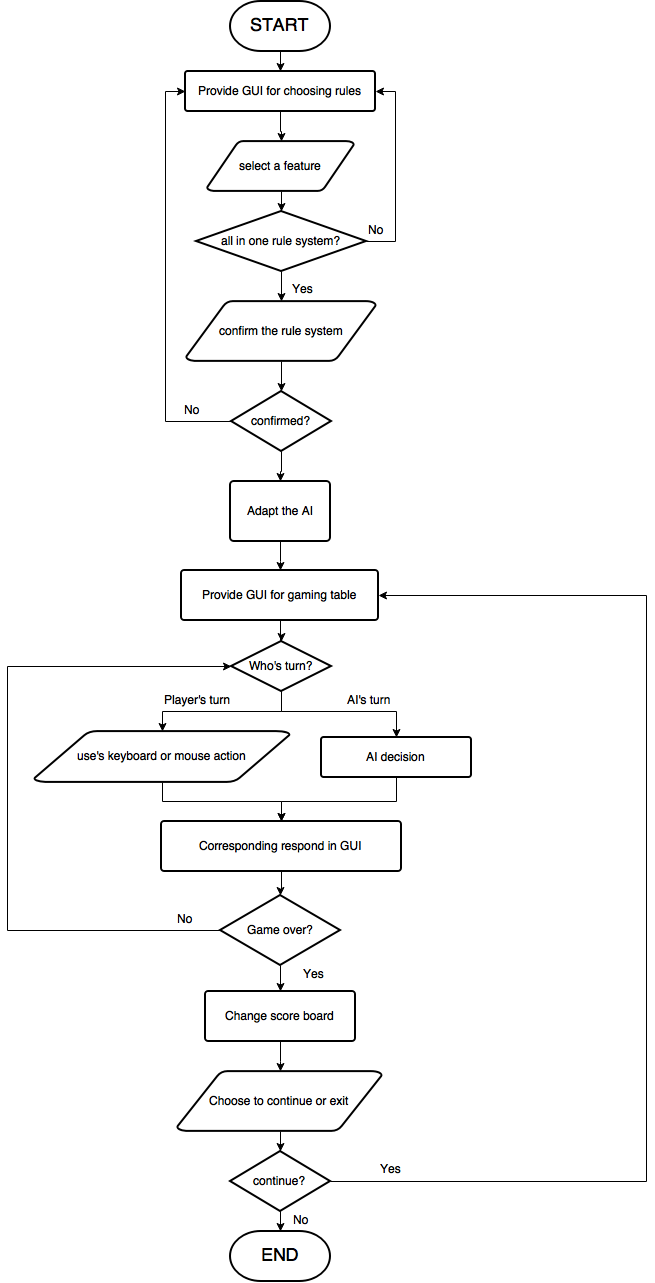 START
Provide GUI for choosing rules
select a feature
all in one rule system?
No
Yes
confirm the rule system
No
confirmed?
Adapt the AI
Provide GUI for gaming table
Who's turn?
Player's turn
AI's turn
use's keyboard or mouse action
AI decision
Corresponding respond in GUI
No
Game over?
Yes
Change score board
Choose to continue or exit
continue?
Yes
No
END